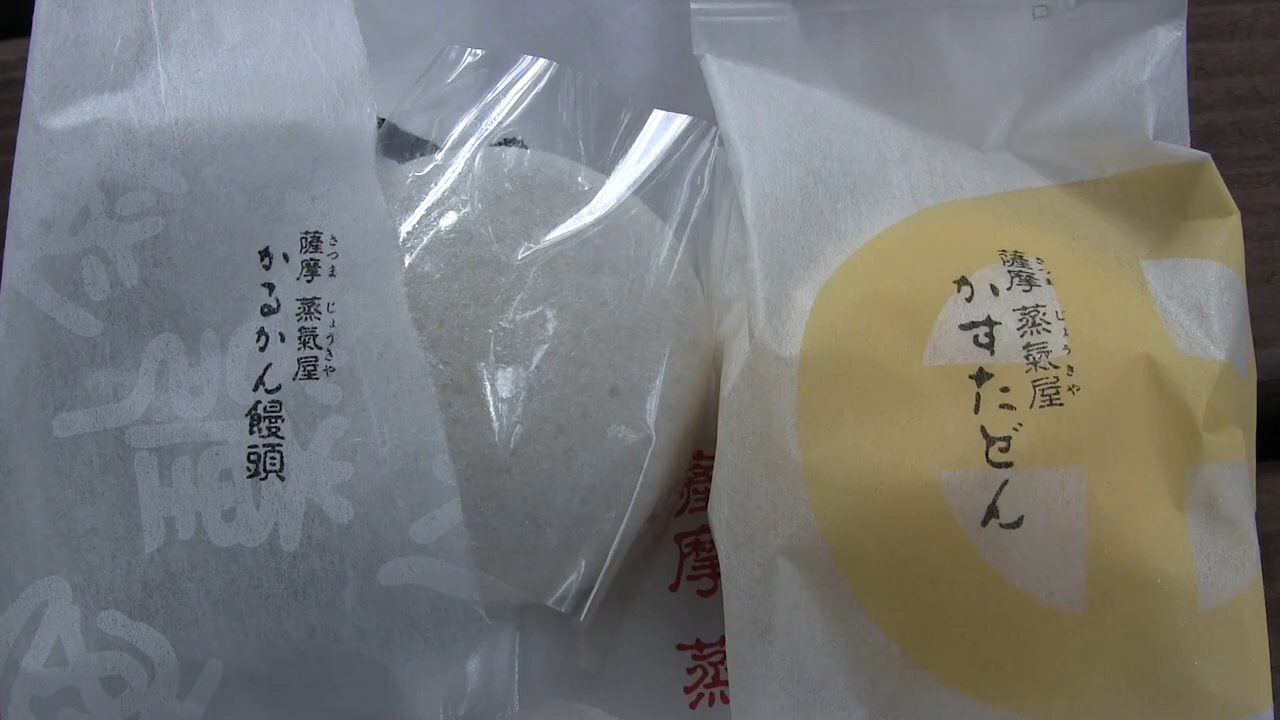 薩摩 蒸氣屋
さつま じょうきや
かるかん饅頭
薩摩 蒸氣屋
じょうきや
かすたどん
薩摩 蒸